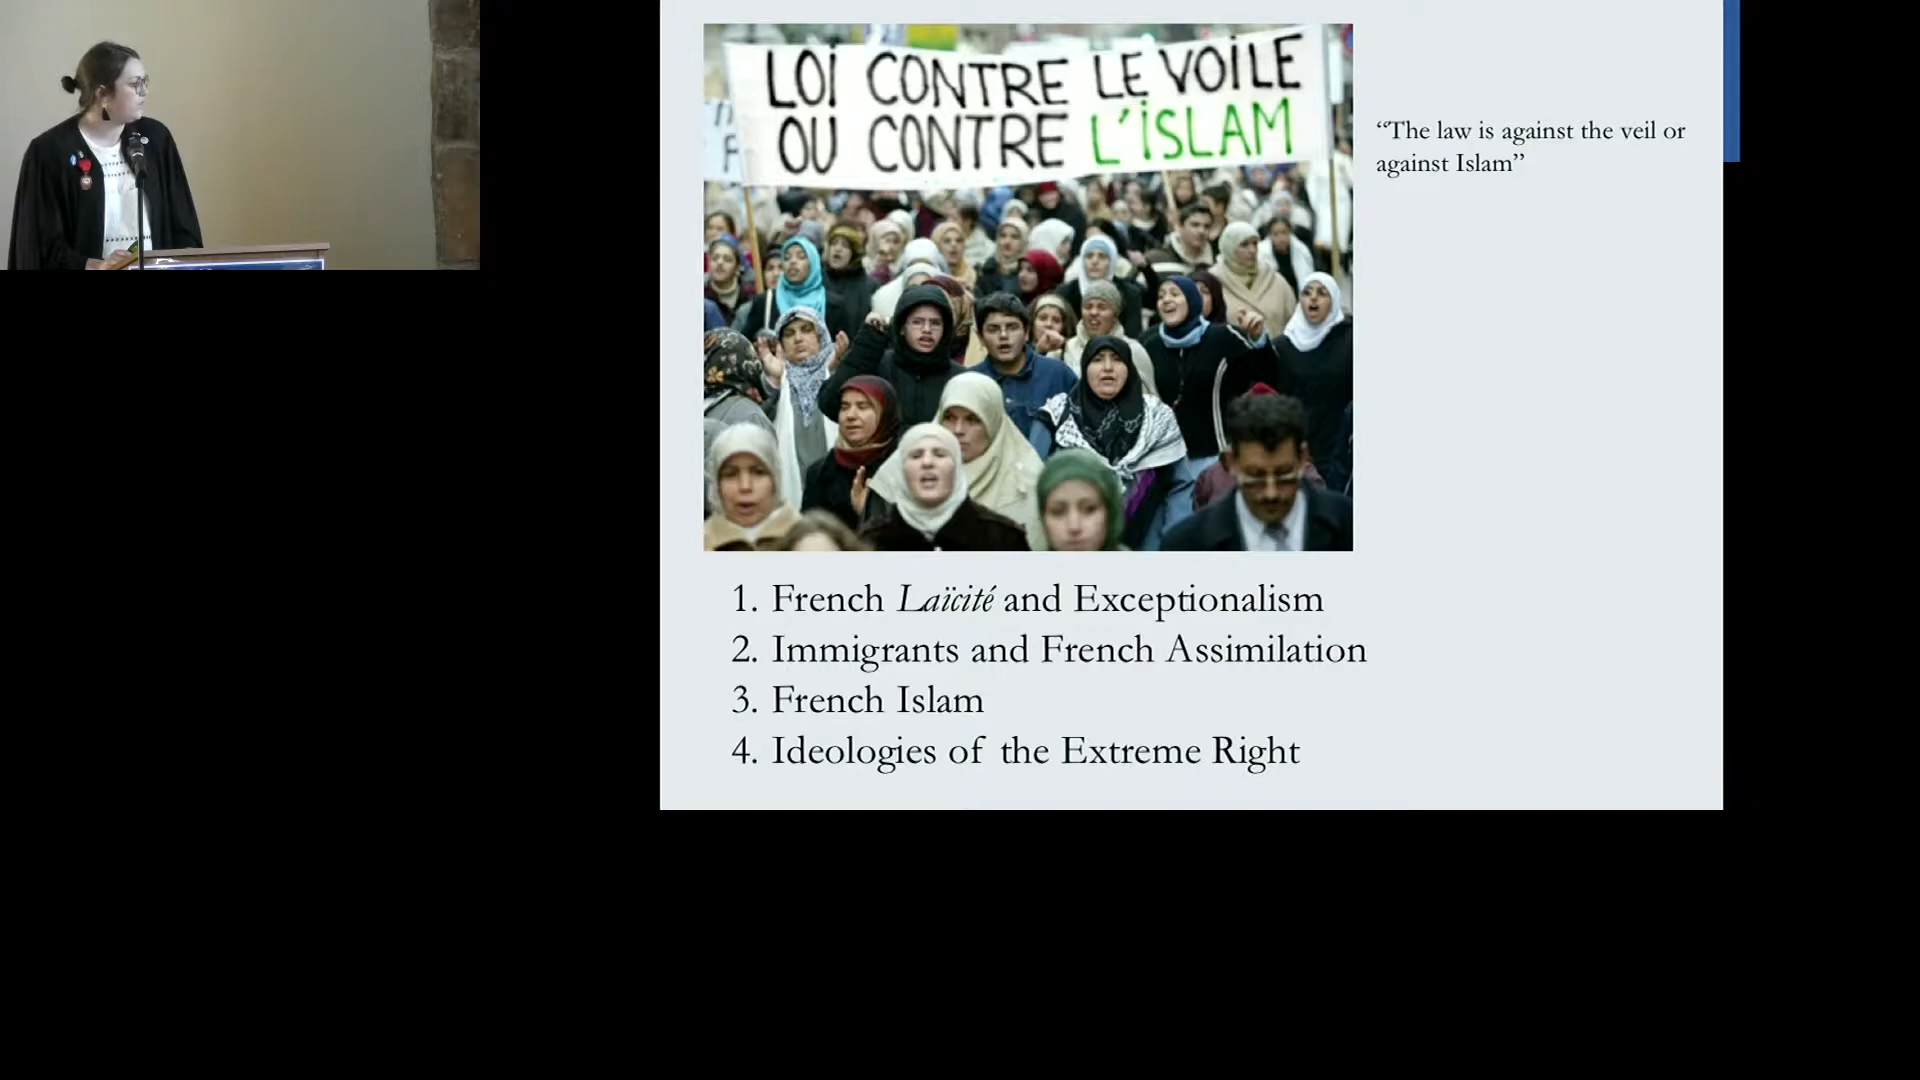 LOI CONTRE LE VOILE
OU CONTRE L'ISLAM
“The law is against the veil or
against Islam”
1. French Laïcité and Exceptionalism
2. Immigrants and French Assimilation
3. French Islam
4. Ideologies of the Extreme Right